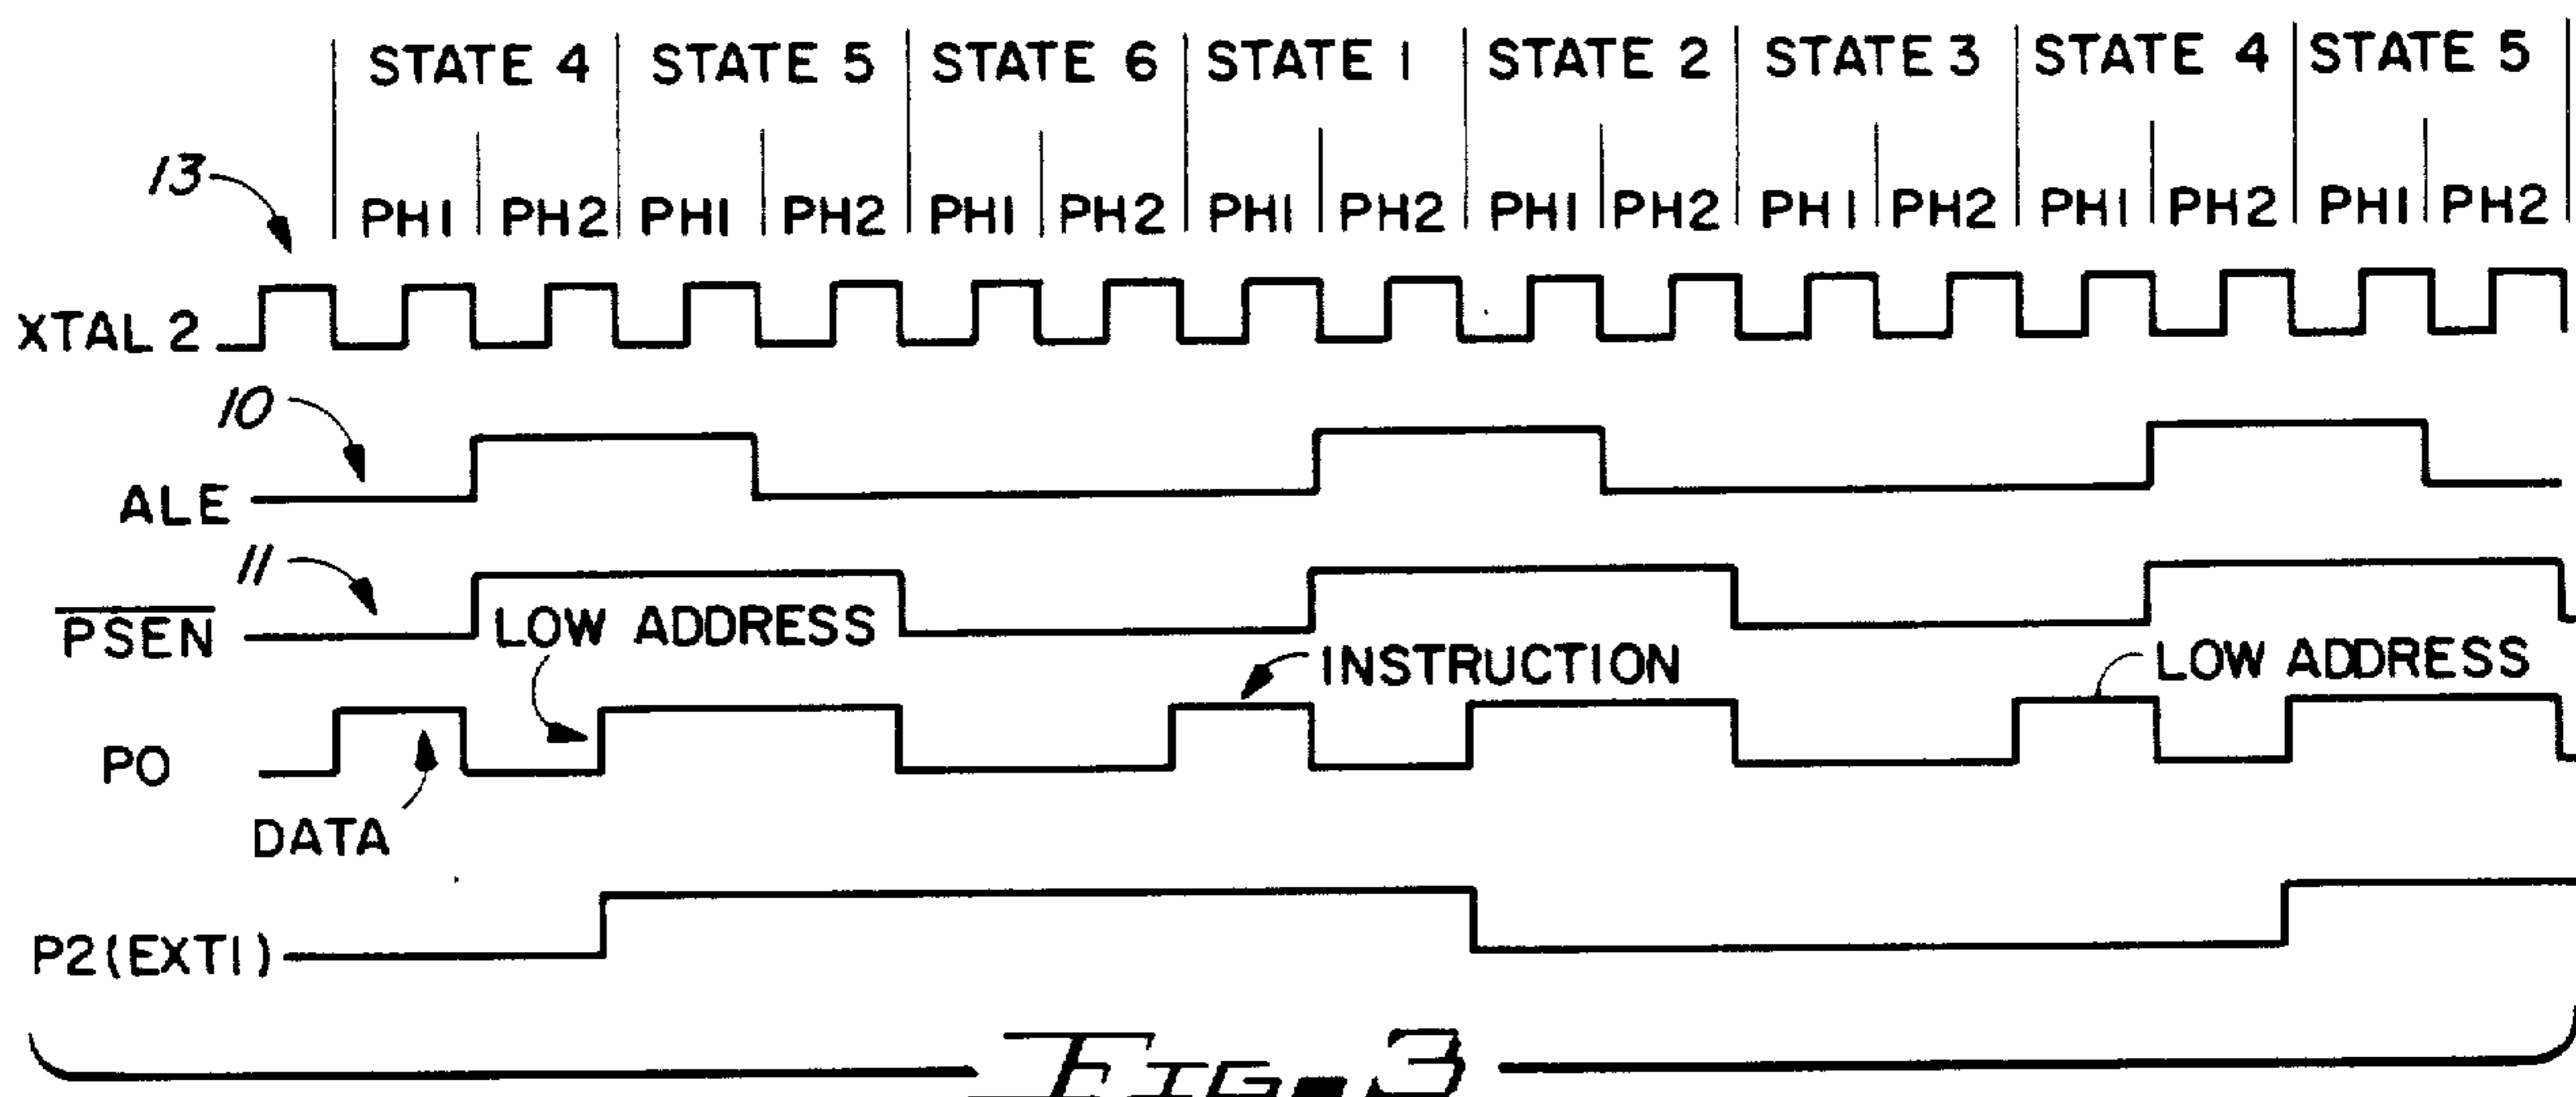 STATE 4 STATE 5 STATE 6 STATE 1 STATE 2 STATE 3 STATE 4 STATE 5
13
PH1 PH2 PH1 PH2 PH1 PH2 PH1 PH2 PH1 PH2 PH1 PH2 PH1 PH2 PH1 PH2
XTAL 2
10
ALE
11
PSEN
LOW ADDRESS
INSTRUCTION
LOW ADDRESS
PO
DATA
P2(EXT1)
FIG. 3